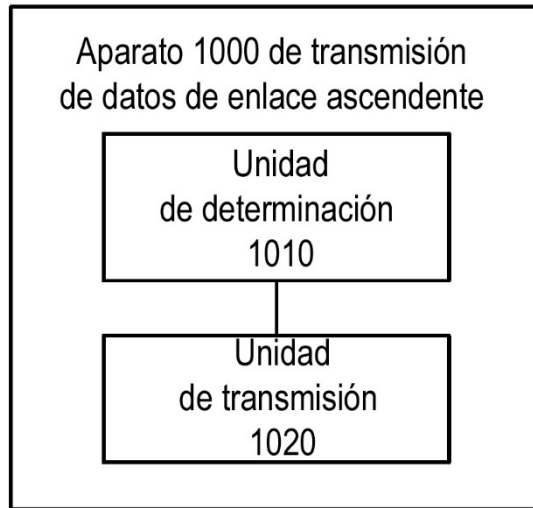 Aparato 1000 de transmisión
de datos de enlace ascendente
Unidad
de determinación
1010
Unidad
de transmisión
1020